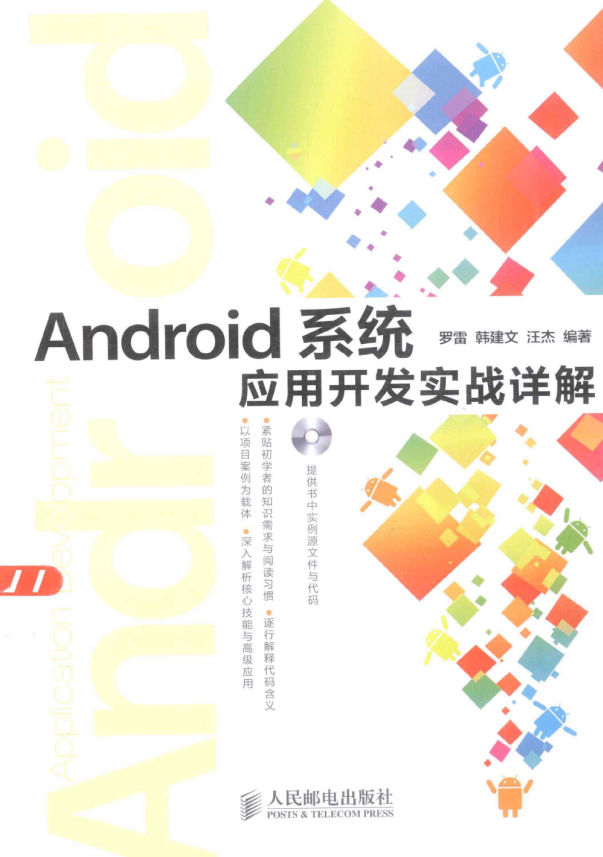 Android
Application Development
Android 系统
罗雷 韩建文 汪杰 编著
应用开发实战详解
提供书中实例源文件与代码
●紧贴初学者的知识需求与阅读习惯 ●逐行解释代码含义
●以项目案例为载体 ●深入解析核心技能与高级应用
人民邮电出版社
POSTS & TELECOM PRESS